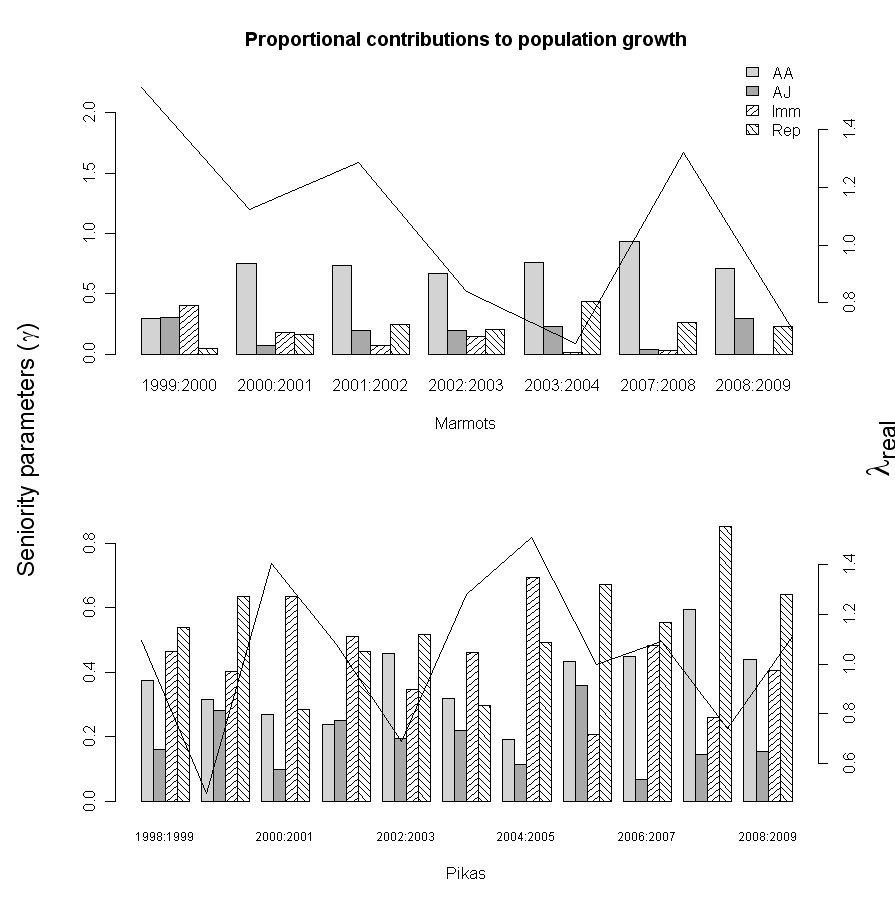 Proportional contributions to population growth
AA
AJ
Imm
Rep
2.0
1.5
1.0
0.5
0.0
1.4
1.2
1.0
0.8
1999:2000 2000:2001 2001:2002 2002:2003 2003:2004 2007:2008 2008:2009
Marmots
Seniority parameters (γ)
λreal
0.8
0.6
0.4
0.2
0.0
1.4
1.2
1.0
0.8
0.6
1998:1999 2000:2001 2002:2003 2004:2005 2006:2007 2008:2009
Pikas